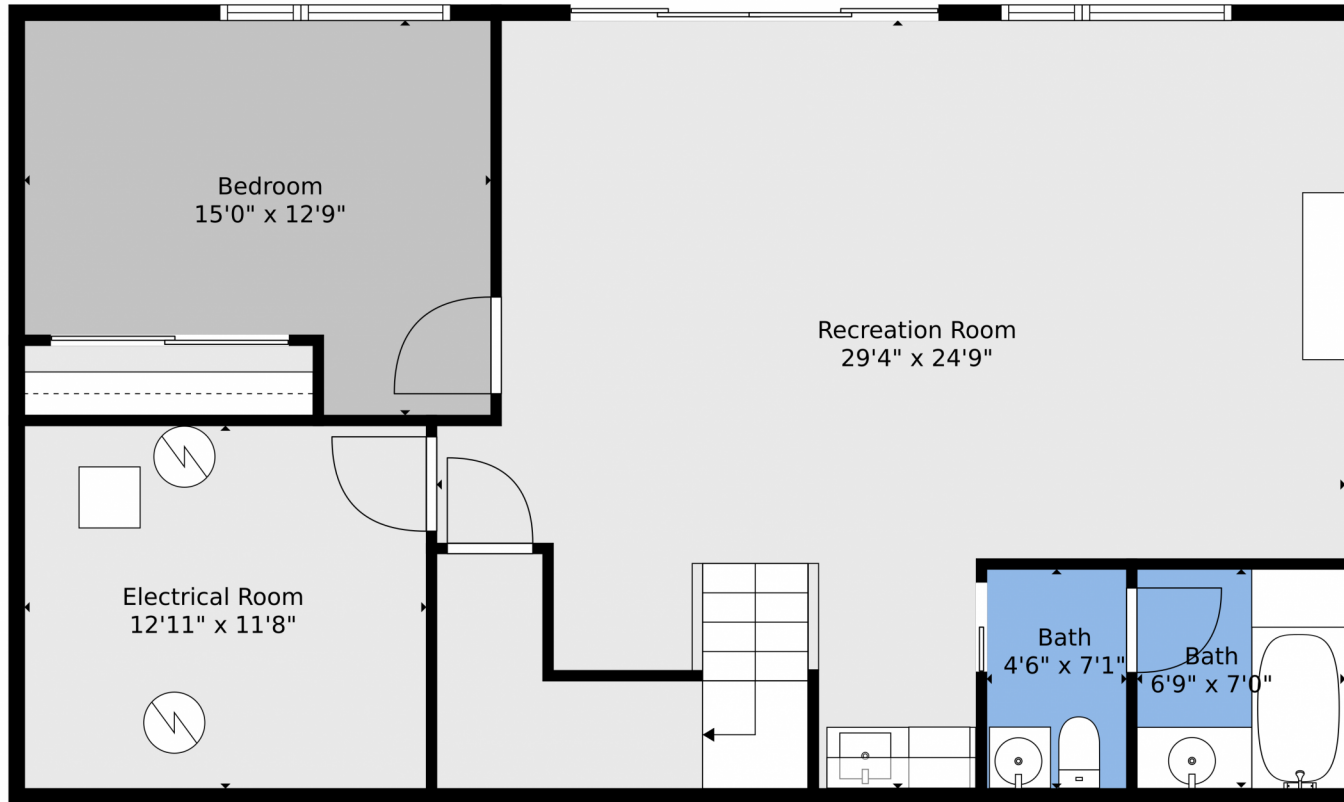 Bedroom
15'0" x 12'9"
Recreation Room
29'4" x 24'9"
Electrical Room
12'11" x 11'8"
Bath
4'6" x 7'1"
Bath
6'9" x 7'0"